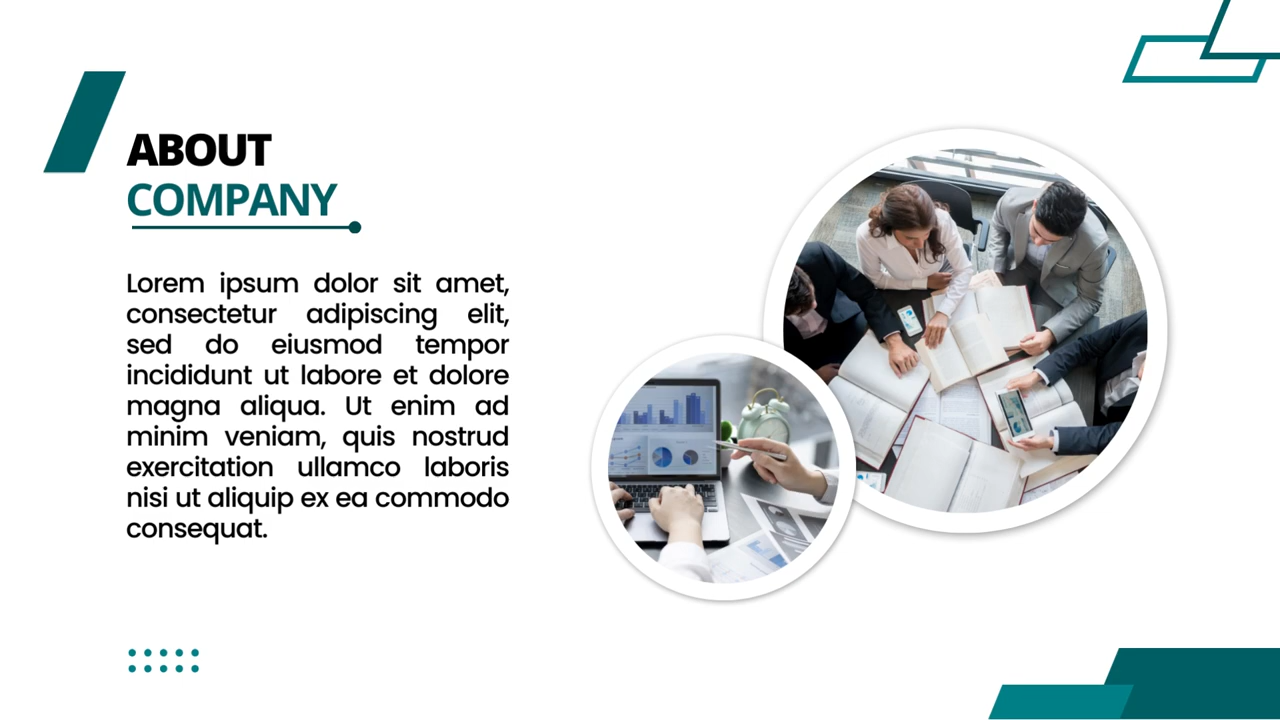 ABOUT
COMPANY
Lorem ipsum dolor sit amet,
consectetur adipiscing elit,
sed do eiusmod tempor
incididunt ut labore et dolore
magna aliqua. Ut enim ad
minim veniam, quis nostrud
exercitation ullamco laboris
nisi ut aliquip ex ea commodo
consequat.